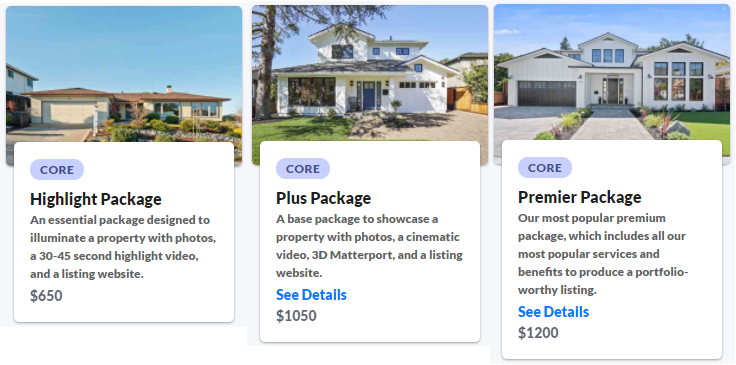 CORE
Highlight Package
An essential package designed to
illuminate a property with photos,
a 30-45 second highlight video,
and a listing website.
$650
CORE
Plus Package
A base package to showcase a
property with photos, a cinematic
video, 3D Matterport, and a listing
website.
See Details
$1050
CORE
Premier Package
Our most popular premium
package, which includes all our
most popular services and
benefits to produce a portfolio-
worthy listing.
See Details
$1200